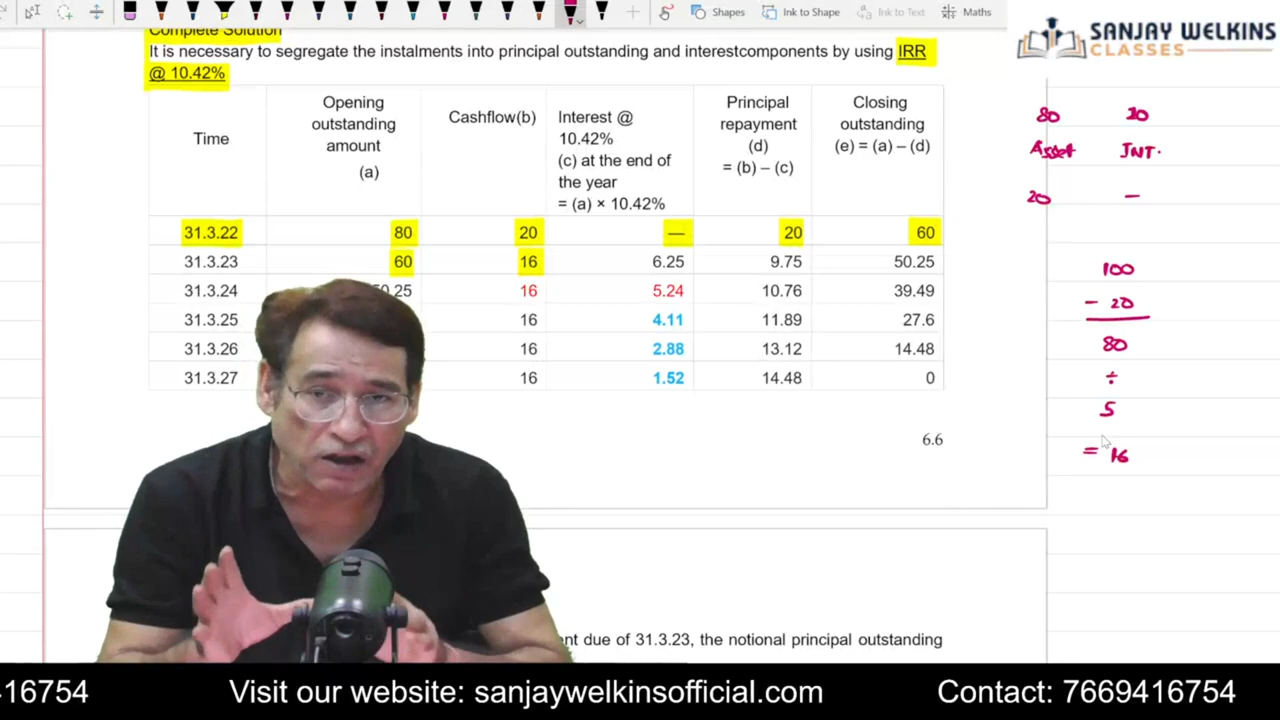 Shapes Ink to Shape Ink to Text Maths
SANJAY WELKINS
CLASSES
Complete Solution
It is necessary to segregate the instalments into principal outstanding and interestcomponents by using IRR
@ 10.42%
Time Opening outstanding amount (a) Cashflow(b) Interest @ 10.42% (c) at the end of the year = (a) × 10.42% Principal repayment (d) = (b) – (c) Closing outstanding (e) = (a) – (d)
31.3.22 80 20 — 20 60
31.3.23 60 16 6.25 9.75 50.25
31.3.24 0.25 16 5.24 10.76 39.49
31.3.25 16 4.11 11.89 27.6
31.3.26 16 2.88 13.12 14.48
31.3.27 16 1.52 14.48 0
6.6
80 20
Asset INT.
20 —
100
- 20
80
÷
5
= 16
due of 31.3.23, the notional principal outstanding
16754 Visit our website: sanjaywelkinsofficial.com Contact: 7669416754